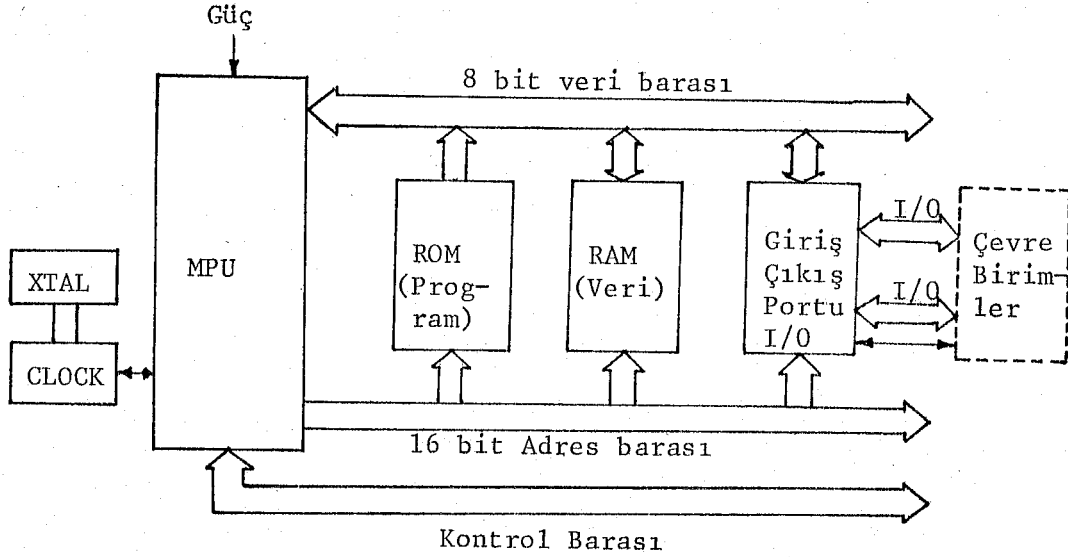 Güç
8 bit veri barası
MPU
XTAL
CLOCK
ROM
(Prog-
ram)
RAM
(Veri)
Giriş
Çıkış
Portu
I/O
I/O
I/O
Çevre
Birim-
ler
16 bit Adres barası
Kontrol Barası